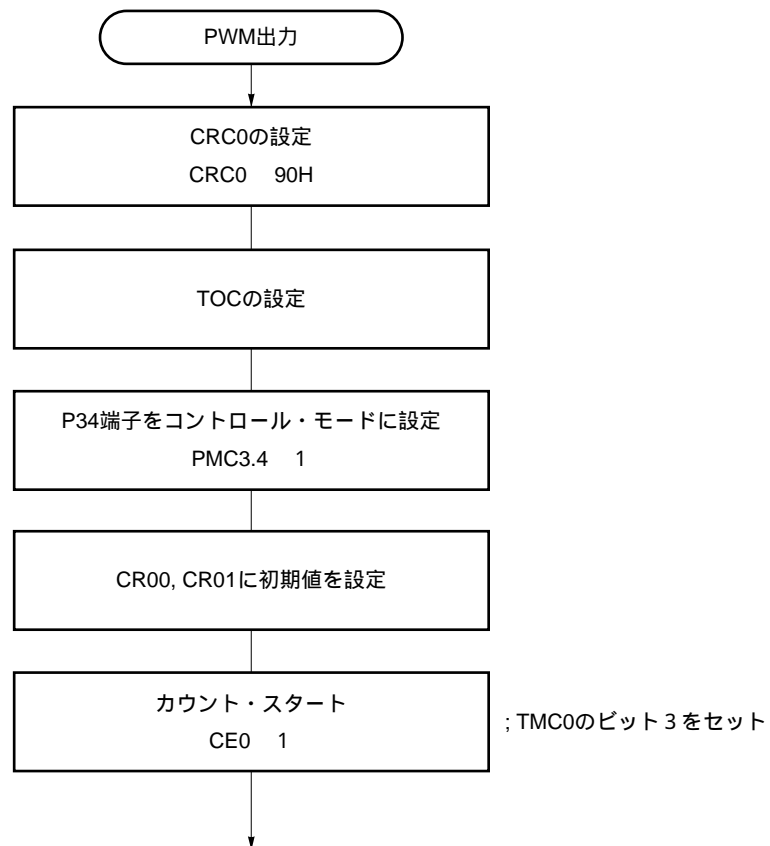 PWM出力
CRC0の設定
CRC0 90H
TOCの設定
P34端子をコントロール・モードに設定
PMC3.4 1
CR00, CR01に初期値を設定
カウント・スタート
CE0 1
; TMC0のビット3をセット